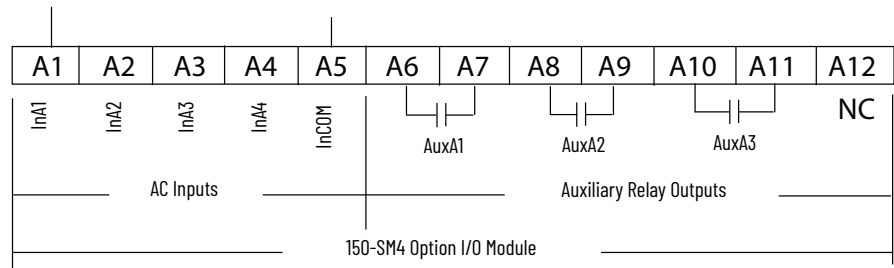 A1 A2 A3 A4 A5 A6 A7 A8 A9 A10 A11 A12
InA1 InA2 InA3 InA4 InCOM NC
AuxA1 AuxA2 AuxA3
AC Inputs Auxiliary Relay Outputs
150-SM4 Option I/O Module